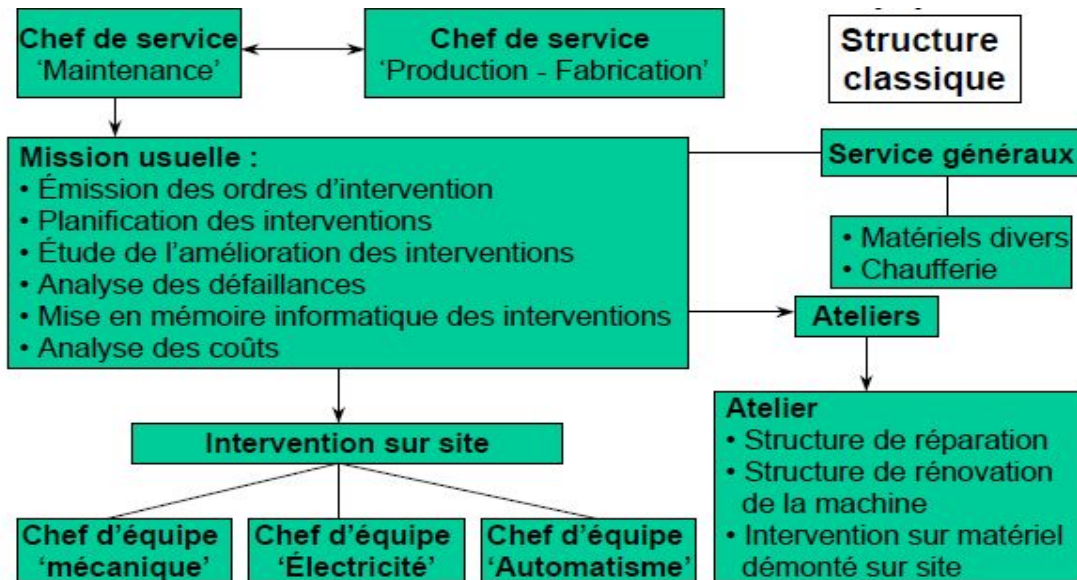 Chef de service
‘Maintenance’
Chef de service
‘Production - Fabrication’
Structure
classique
Mission usuelle :
• Émission des ordres d’intervention
• Planification des interventions
• Étude de l’amélioration des interventions
• Analyse des défaillances
• Mise en mémoire informatique des interventions
• Analyse des coûts
Service généraux
• Matériels divers
• Chaufferie
Ateliers
Atelier
• Structure de réparation
• Structure de rénovation
de la machine
• Intervention sur matériel
démonté sur site
Intervention sur site
Chef d’équipe
‘mécanique’
Chef d’équipe
‘Électricité’
Chef d’équipe
‘Automatisme’